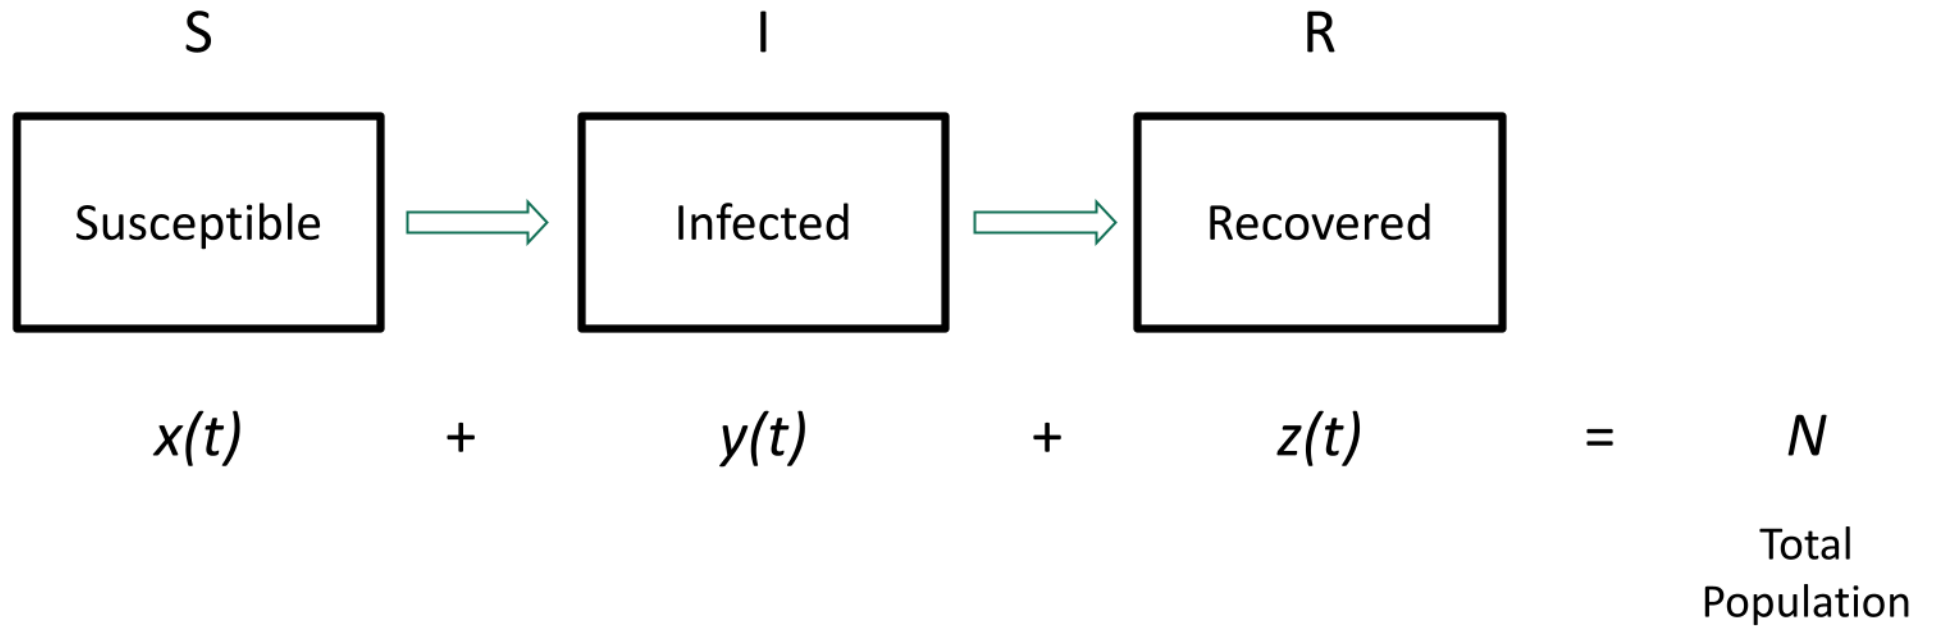 S I R
Susceptible Infected Recovered
x(t) + y(t) + z(t) = N
Total
Population